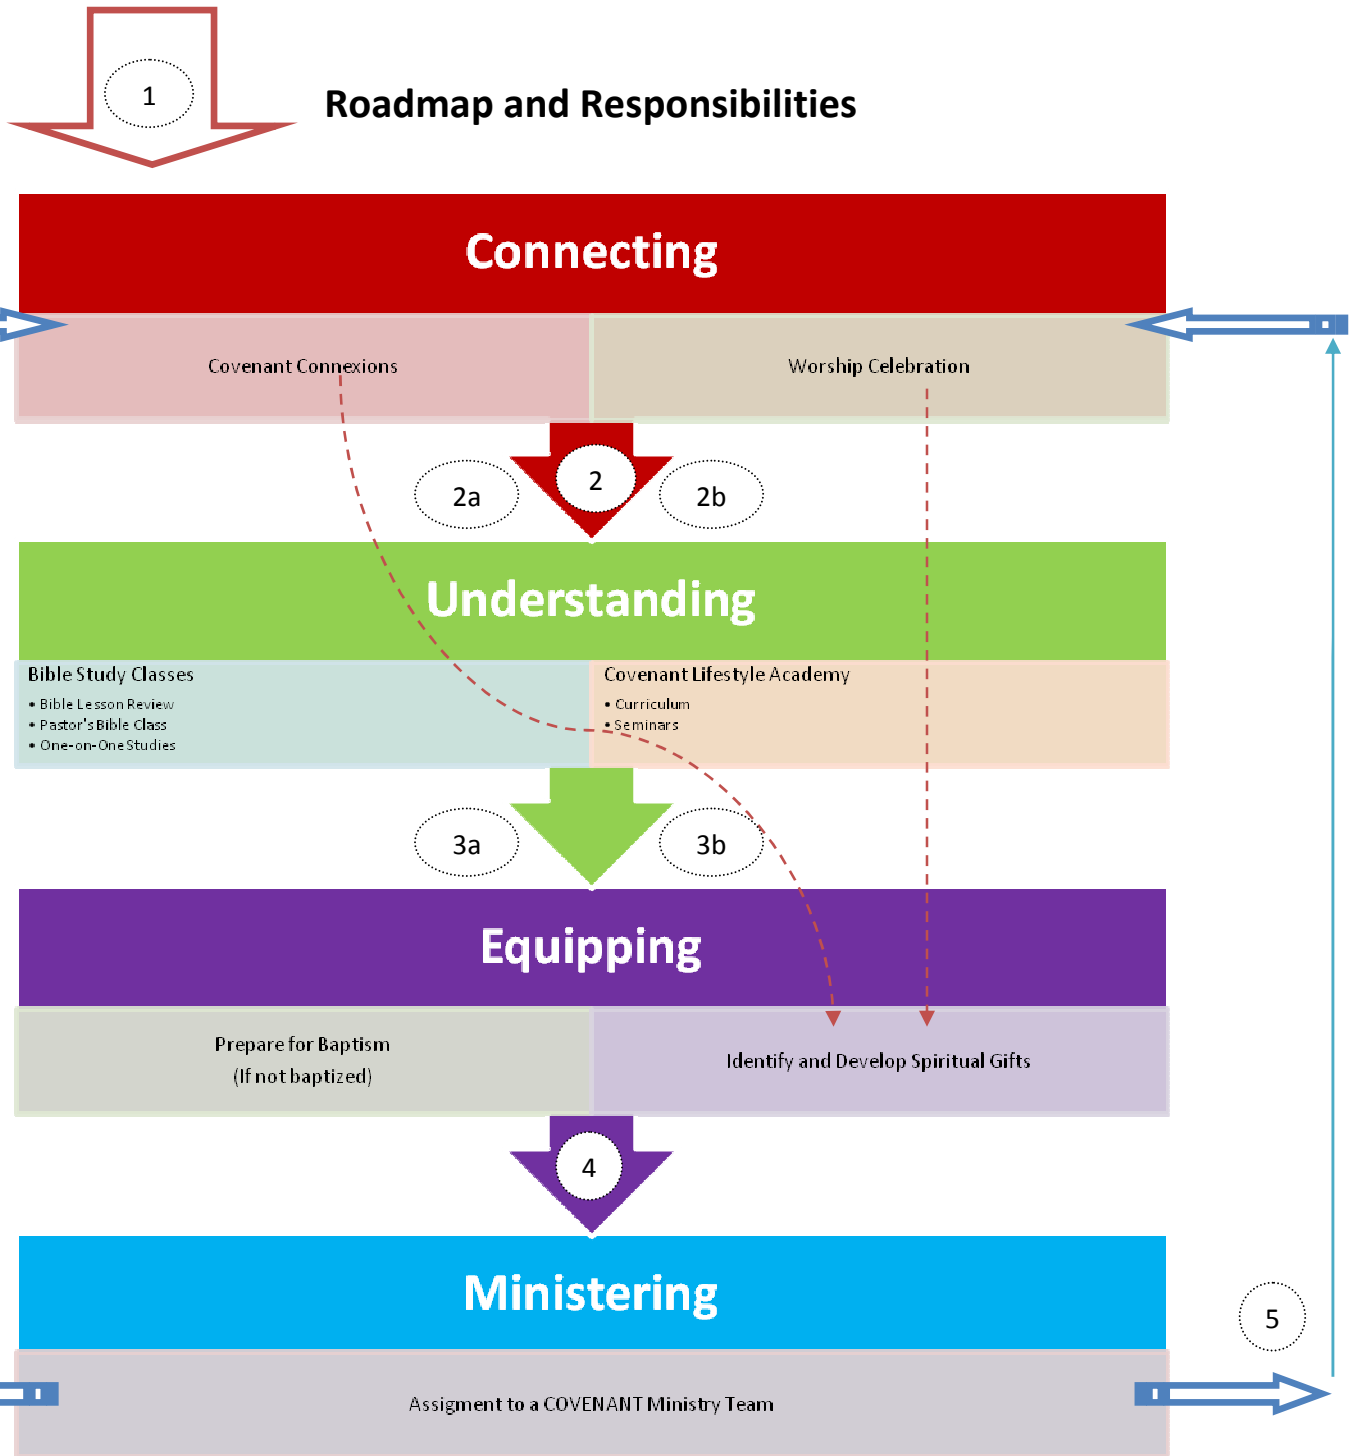 1
Roadmap and Responsibilities
Connecting
Covenant Connexions
Worship Celebration
2a
2
2b
Understanding
Bible Study Classes
• Bible Lesson Review
• Pastor's Bible Class
• One-on-One Studies
Covenant Lifestyle Academy
• Curriculum
• Seminars
3a
3b
Equipping
Prepare for Baptism
(If not baptized)
Identify and Develop Spiritual Gifts
4
Ministering
5
Assigment to a COVENANT Ministry Team